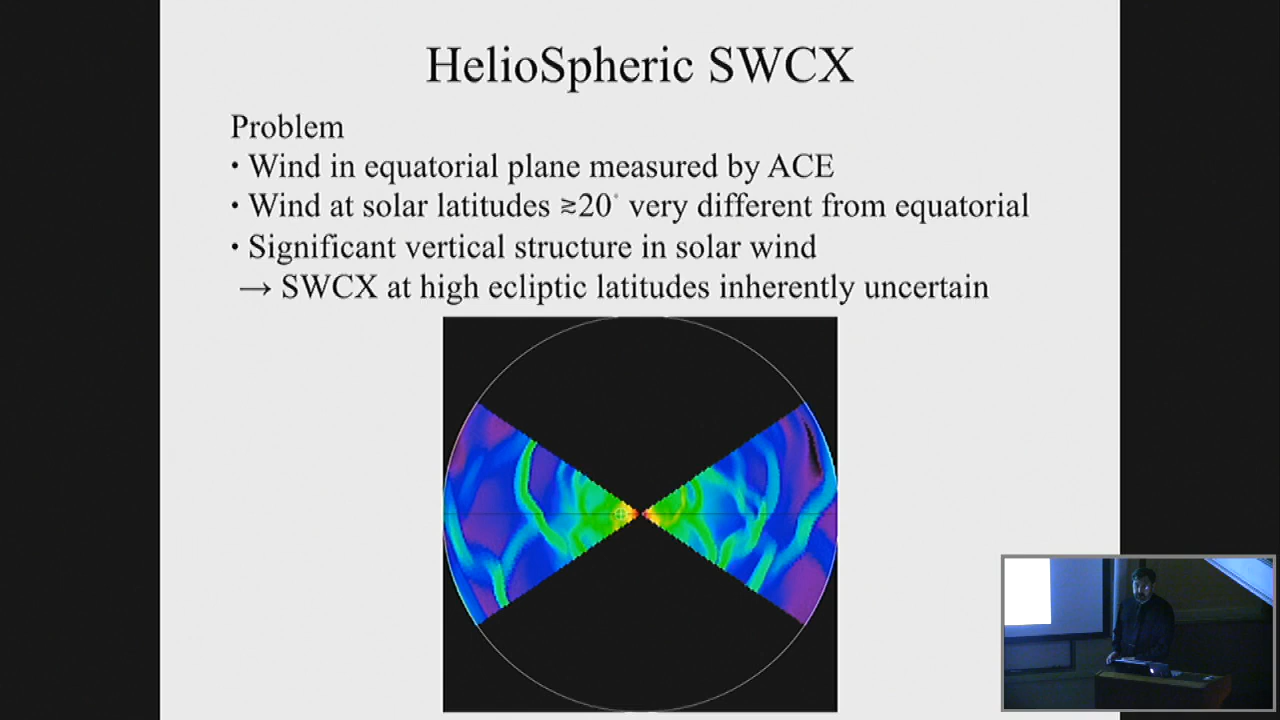 HelioSpheric SWCX
Problem
• Wind in equatorial plane measured by ACE
• Wind at solar latitudes ≳20° very different from equatorial
• Significant vertical structure in solar wind
→ SWCX at high ecliptic latitudes inherently uncertain